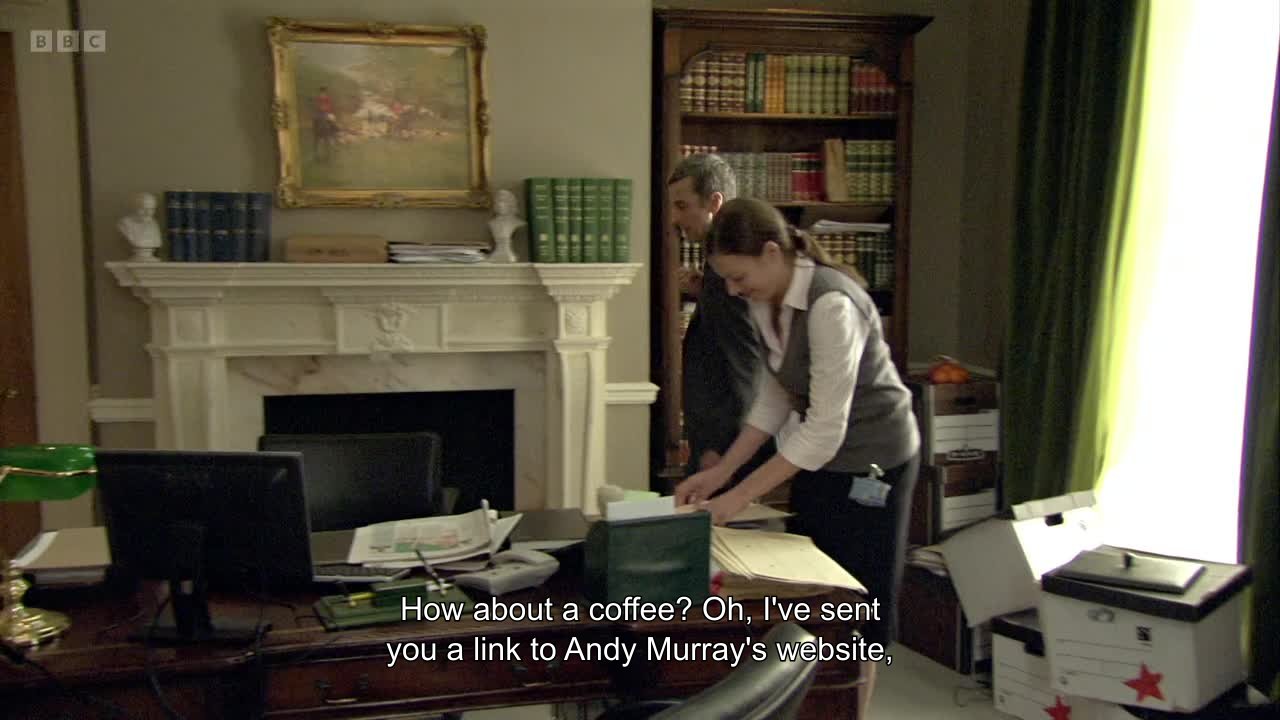 BBC
How about a coffee? Oh, I've sent
you a link to Andy Murray's website,